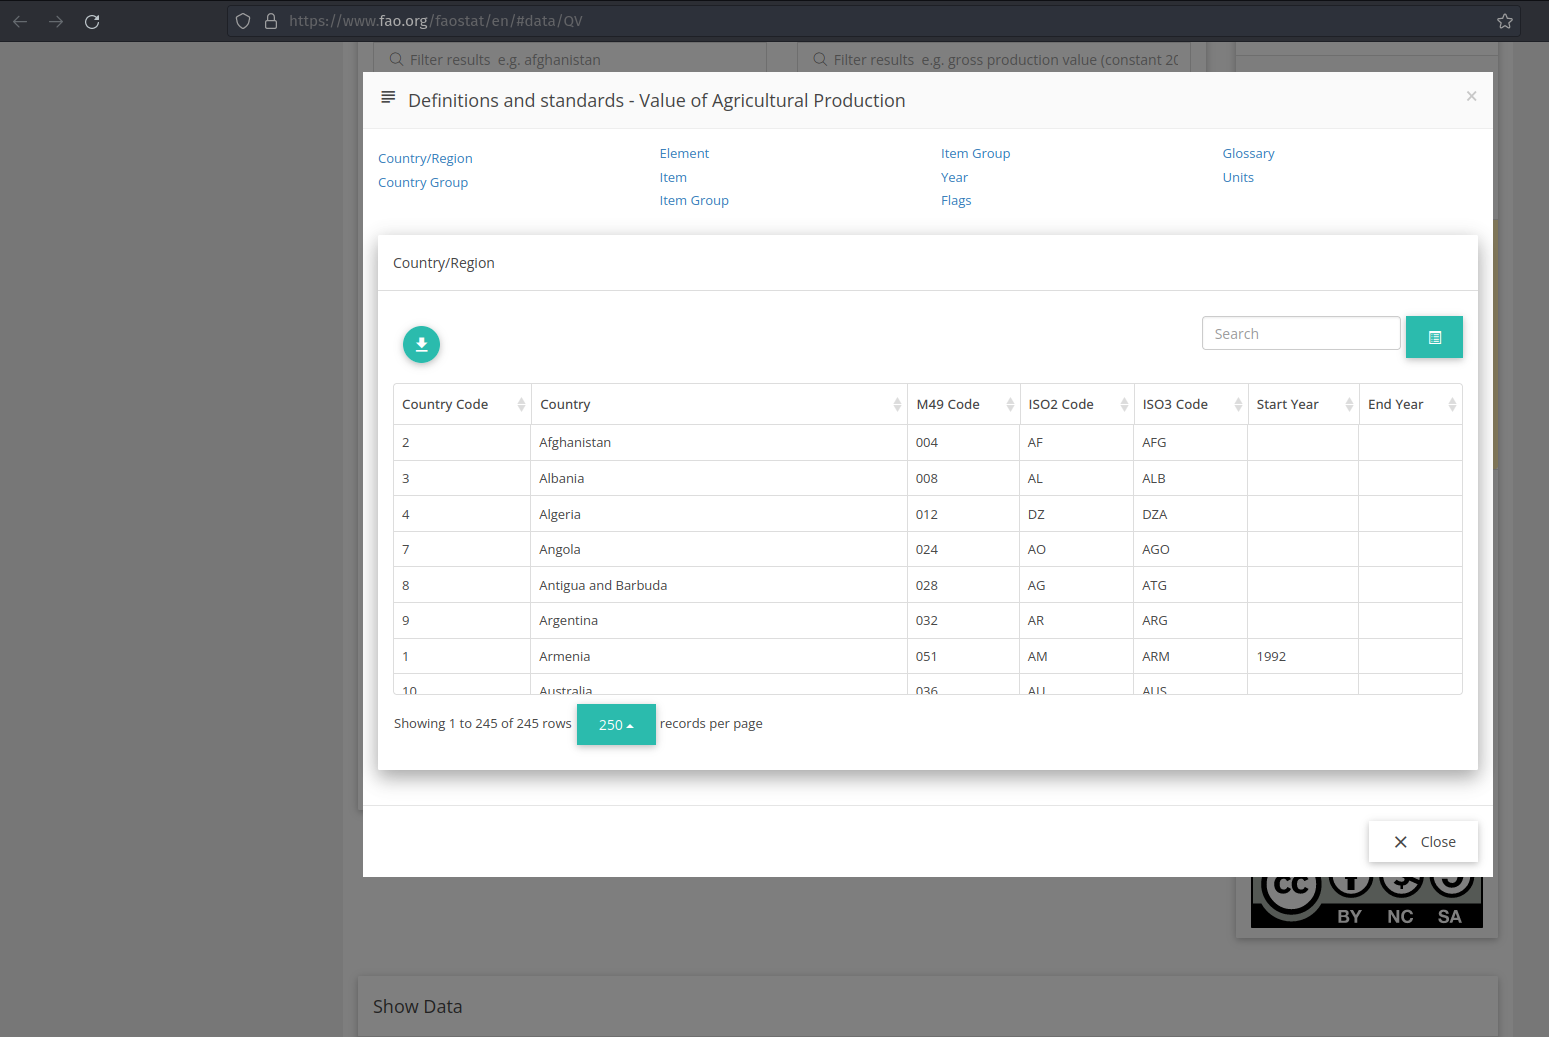 https://www.fao.org/faostat/en/#data/QV
Filter results e.g. afghanistan
Filter results e.g. gross production value (constant 20
Definitions and standards - Value of Agricultural Production
×
Country/Region
Country Group
Element
Item
Item Group
Item Group
Year
Flags
Glossary
Units
Country/Region
Search
Country Code Country M49 Code ISO2 Code ISO3 Code Start Year End Year
2 Afghanistan 004 AF AFG
3 Albania 008 AL ALB
4 Algeria 012 DZ DZA
7 Angola 024 AO AGO
8 Antigua and Barbuda 028 AG ATG
9 Argentina 032 AR ARG
1 Armenia 051 AM ARM 1992
10 Australia 036 AU AUS
Showing 1 to 245 of 245 rows 250 records per page
Close
cc
BY NC SA
Show Data